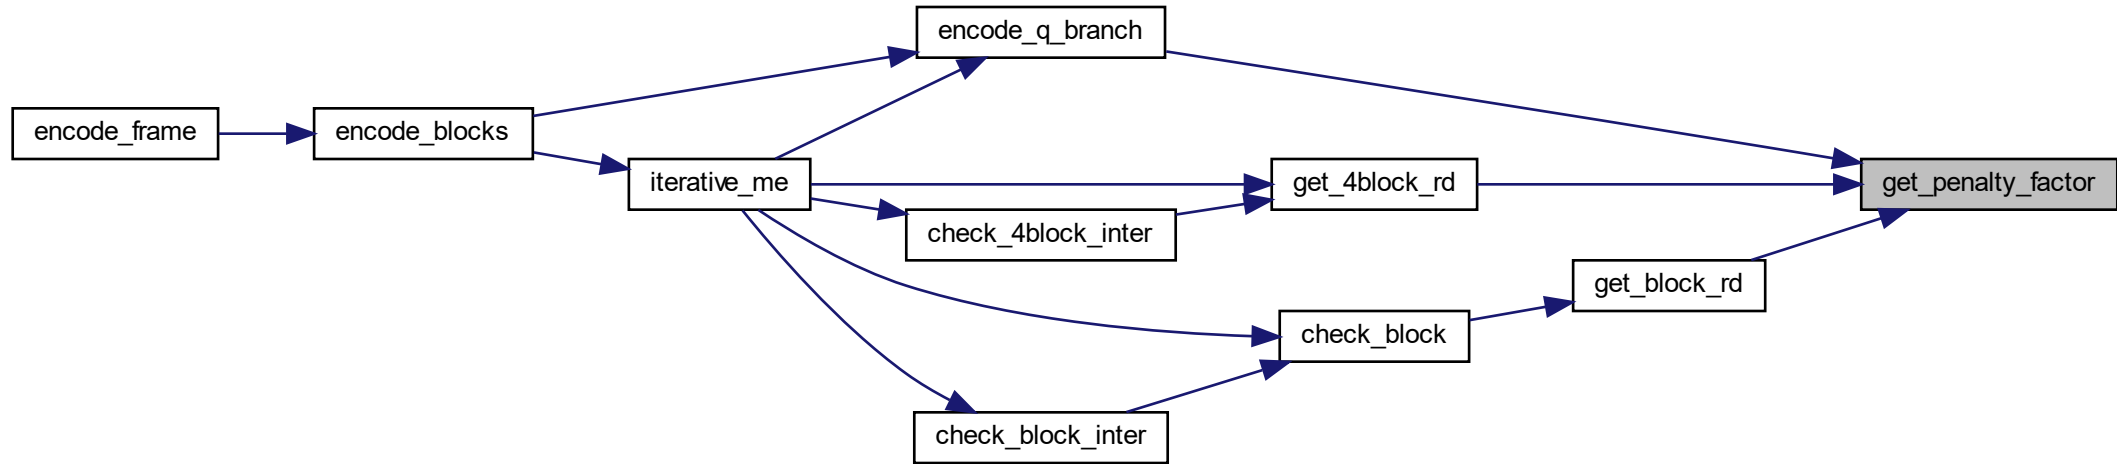 encode_q_branch
encode_frame
encode_blocks
iterative_me
get_4block_rd
get_penalty_factor
check_4block_inter
get_block_rd
check_block
check_block_inter